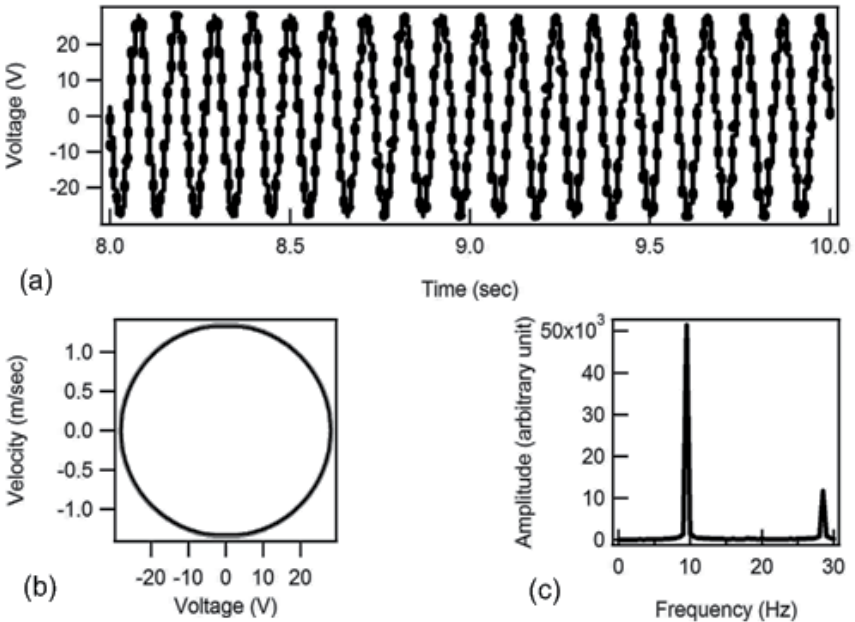 Voltage (V)
20
10
0
-10
-20
8.0 8.5 9.0 9.5 10.0
Time (sec)
(a)
Velocity (m/sec)
1.0
0.5
0.0
-0.5
-1.0
-20 -10 0 10 20
Voltage (V)
(b)
Amplitude (arbitrary unit)
50x10³
40
30
20
10
0
0 10 20 30
Frequency (Hz)
(c)